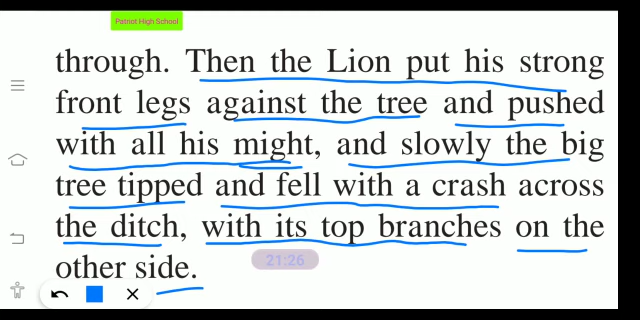 Patriot High School
through. Then the Lion put his strong
front legs against the tree and pushed
with all his might, and slowly the big
tree tipped and fell with a crash across
the ditch, with its top branches on the
other side.
21:26